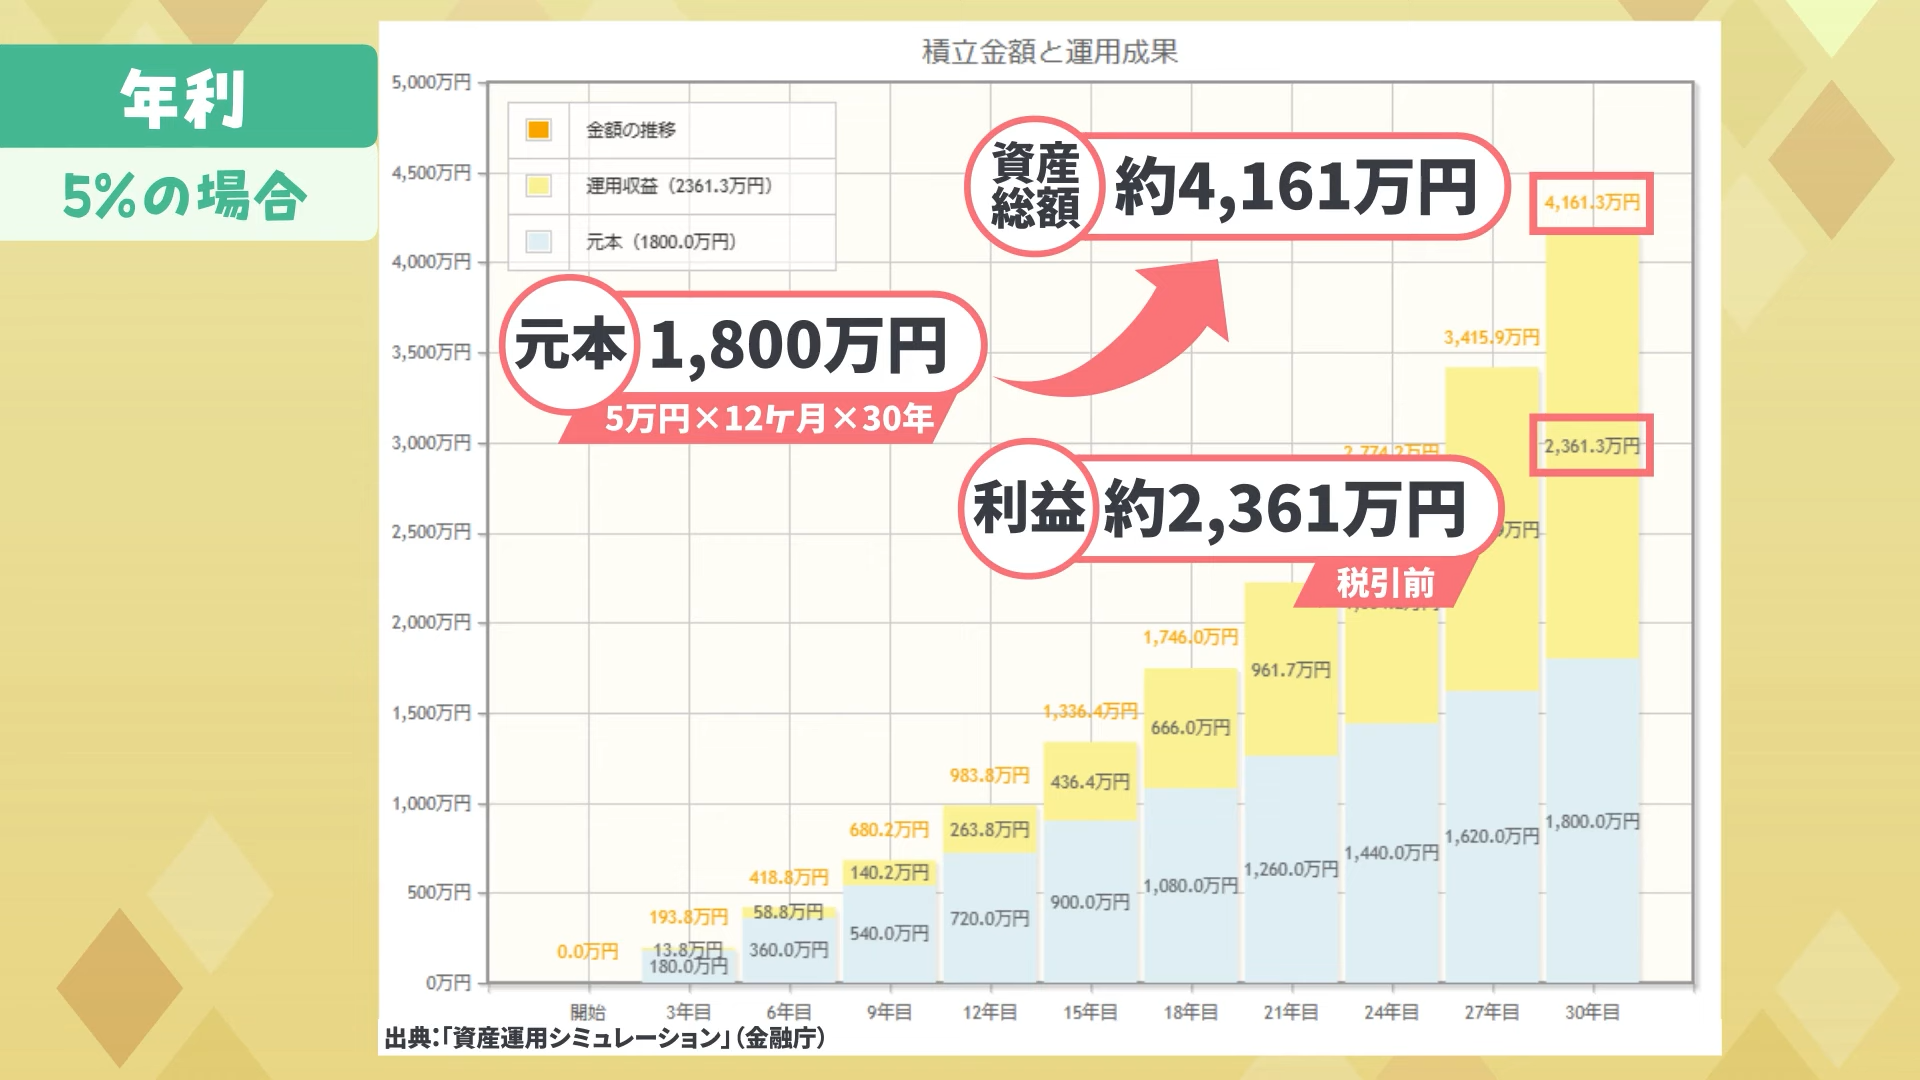 年利
5%の場合
積立金額と運用成果
5,000万円
4,500万円
4,000万円
3,500万円
3,000万円
2,500万円
2,000万円
1,500万円
1,000万円
500万円
0万円
金額の推移
運用収益（2361.3万円）
元本（1800.0万円）
資産
総額
約4,161万円
元本
1,800万円
5万円×12ケ月×30年
利益
約2,361万円
税引前
0.0万円
193.8万円
13.8万円
180.0万円
418.8万円
58.8万円
360.0万円
680.2万円
140.2万円
540.0万円
983.8万円
263.8万円
720.0万円
1,336.4万円
436.4万円
900.0万円
1,746.0万円
666.0万円
1,080.0万円
961.7万円
1,260.0万円
2,774.2万円
1,440.0万円
3,415.9万円
万円
1,620.0万円
4,161.3万円
2,361.3万円
1,800.0万円
開始
3年目
6年目
9年目
12年目
15年目
18年目
21年目
24年目
27年目
30年目
出典：「資産運用シミュレーション」（金融庁）